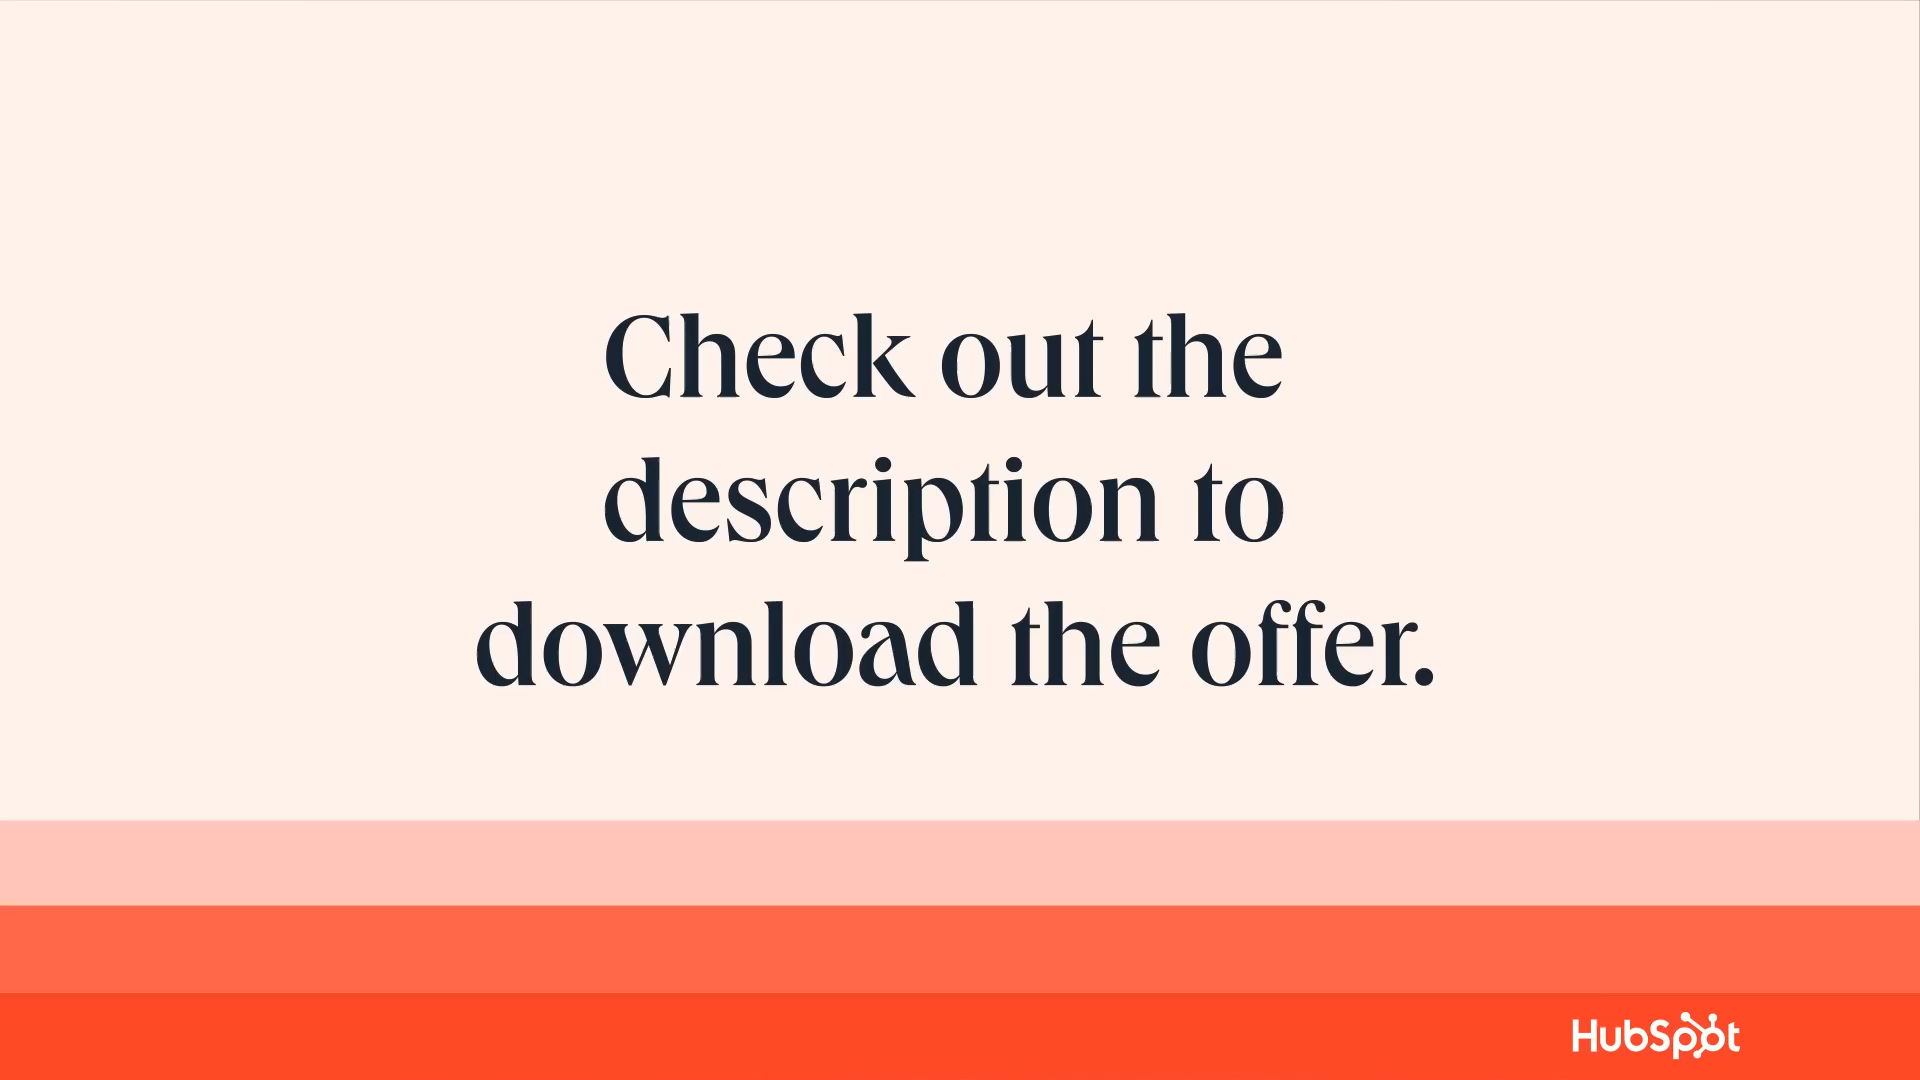 Check out the
description to
download the offer.
HubSpot